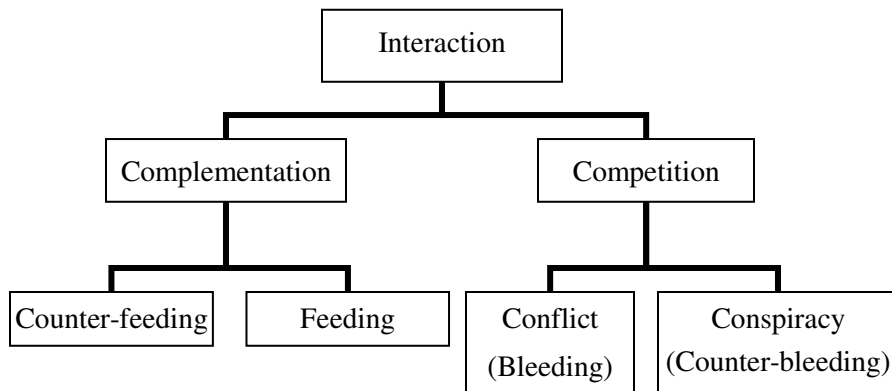 Interaction
Complementation
Competition
Counter-feeding
Feeding
Conflict
(Bleeding)
Conspiracy
(Counter-bleeding)